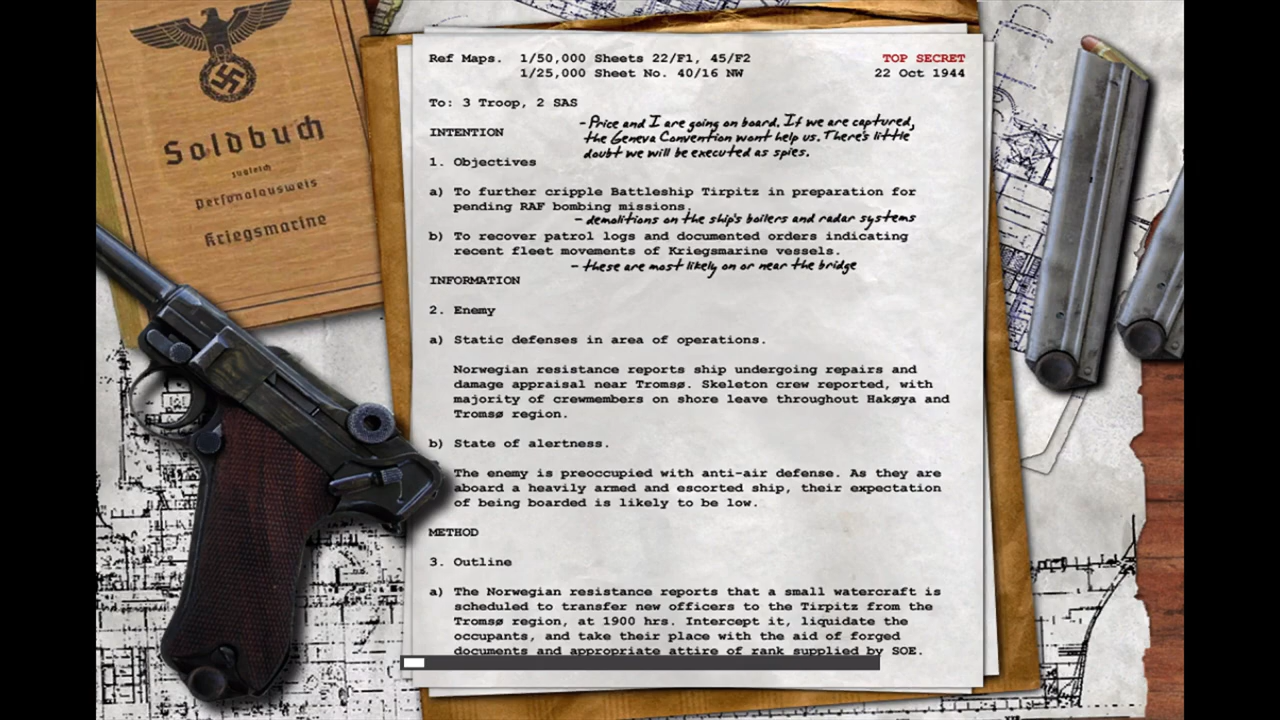 Soldbuch
zugleich
Personalausweis
Kriegsmarine
Ref Maps. 1/50,000 Sheets 22/F1, 45/F2
TOP SECRET
1/25,000 Sheet No. 40/16 NW
22 Oct 1944
To: 3 Troop, 2 SAS
- Price and I are going on board. If we are captured,
the Geneva Convention wont help us. There's little
doubt we will be executed as spies.
INTENTION
1. Objectives
a) To further cripple Battleship Tirpitz in preparation for
pending RAF bombing missions.
- demolitions on the ship's boilers and radar systems
b) To recover patrol logs and documented orders indicating
recent fleet movements of Kriegsmarine vessels.
- these are most likely on or near the bridge
INFORMATION
2. Enemy
a) Static defenses in area of operations.
Norwegian resistance reports ship undergoing repairs and
damage appraisal near Tromsø. Skeleton crew reported, with
majority of crewmembers on shore leave throughout Hakøya and
Tromsø region.
b) State of alertness.
The enemy is preoccupied with anti-air defense. As they are
aboard a heavily armed and escorted ship, their expectation
of being boarded is likely to be low.
METHOD
3. Outline
a) The Norwegian resistance reports that a small watercraft is
scheduled to transfer new officers to the Tirpitz from the
Tromsø region, at 1900 hrs. Intercept it, liquidate the
occupants, and take their place with the aid of forged
documents and appropriate attire of rank supplied by SOE.